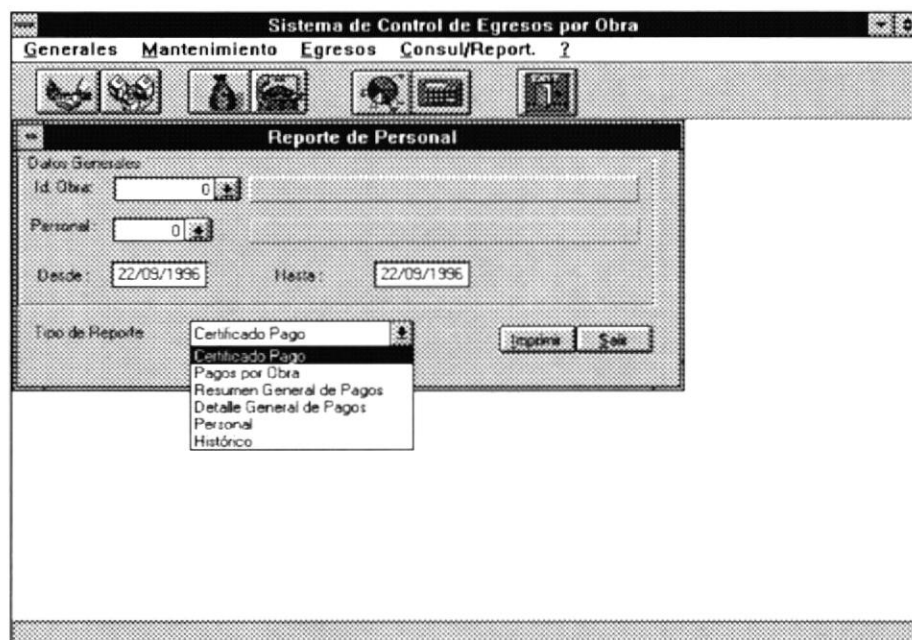 Sistema de Control de Egresos por Obra
Generales Mantenimiento Egresos Consul/Report. ?
Reporte de Personal
Datos Generales
Id. Obra: 0
Personal 0
Desde : 22/09/1996 Hasta : 22/09/1996
Tipo de Reporte Certificado Pago Imprimir Salir
Certificado Pago
Pagos por Obra
Resumen General de Pagos
Detalle General de Pagos
Personal
Histórico